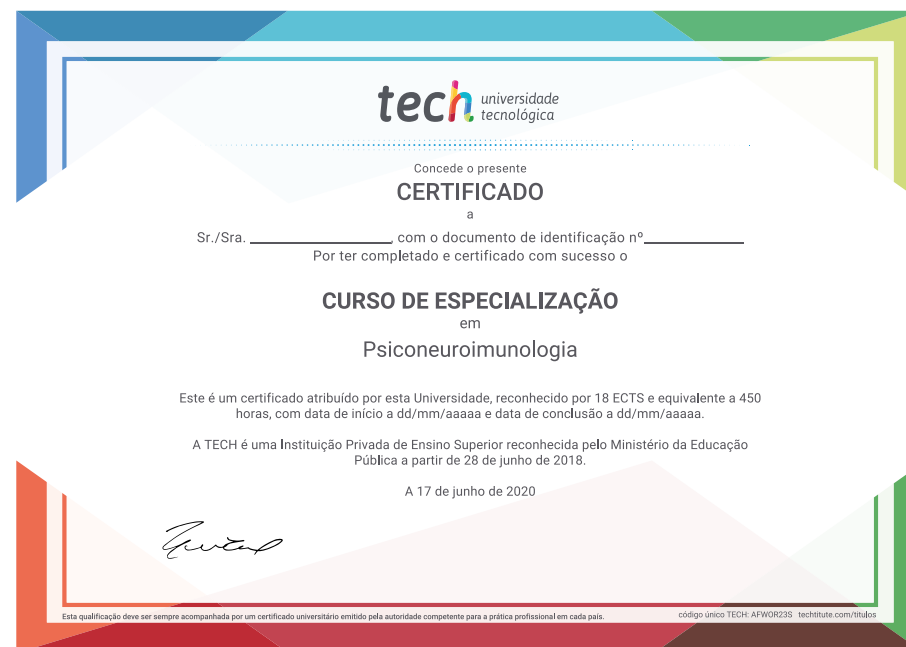 tech universidade
tecnológica
Concede o presente
CERTIFICADO
a
Sr./Sra. ____________________, com o documento de identificação nº______________
Por ter completado e certificado com sucesso o
CURSO DE ESPECIALIZAÇÃO
em
Psiconeuroimunologia
Este é um certificado atribuído por esta Universidade, reconhecido por 18 ECTS e equivalente a 450
horas, com data de início a dd/mm/aaaaa e data de conclusão a dd/mm/aaaaa.
A TECH é uma Instituição Privada de Ensino Superior reconhecida pelo Ministério da Educação
Pública a partir de 28 de junho de 2018.
A 17 de junho de 2020
Esta qualificação deve ser sempre acompanhada por um certificado universitário emitido pela autoridade competente para a prática profissional em cada país.
código único TECH: AFWOR23S techtitute.com/titulos